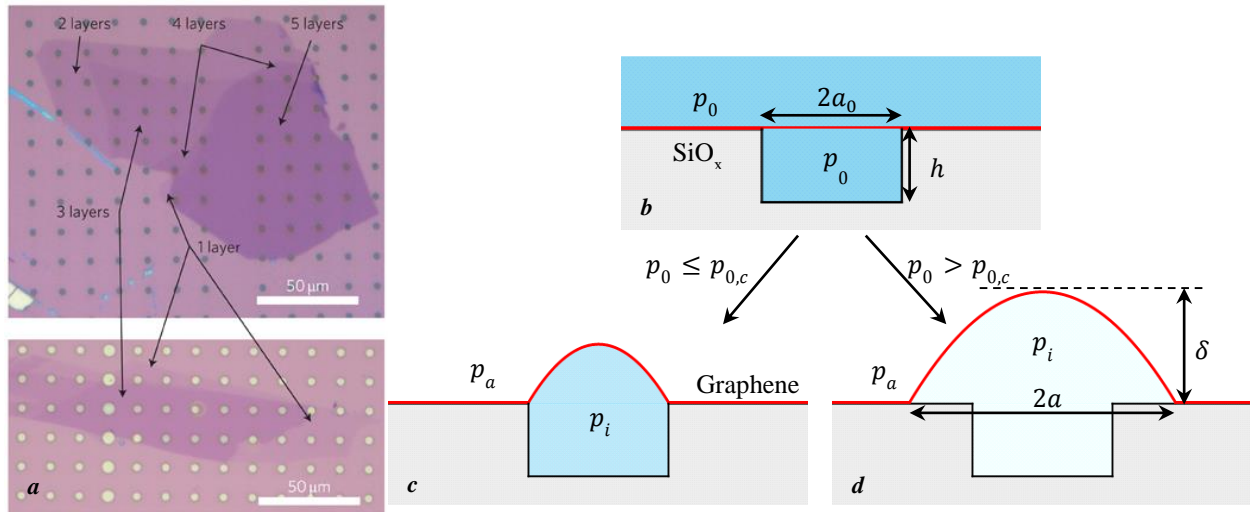 2 layers
4 layers
5 layers
3 layers
1 layer
50 μm
50 μm
a
p₀
2a₀
SiOₓ
p₀
h
b
p₀ ≤ p₀,c
p₀ > p₀,c
pₐ
Graphene
pᵢ
c
pₐ
pᵢ
δ
2a
d